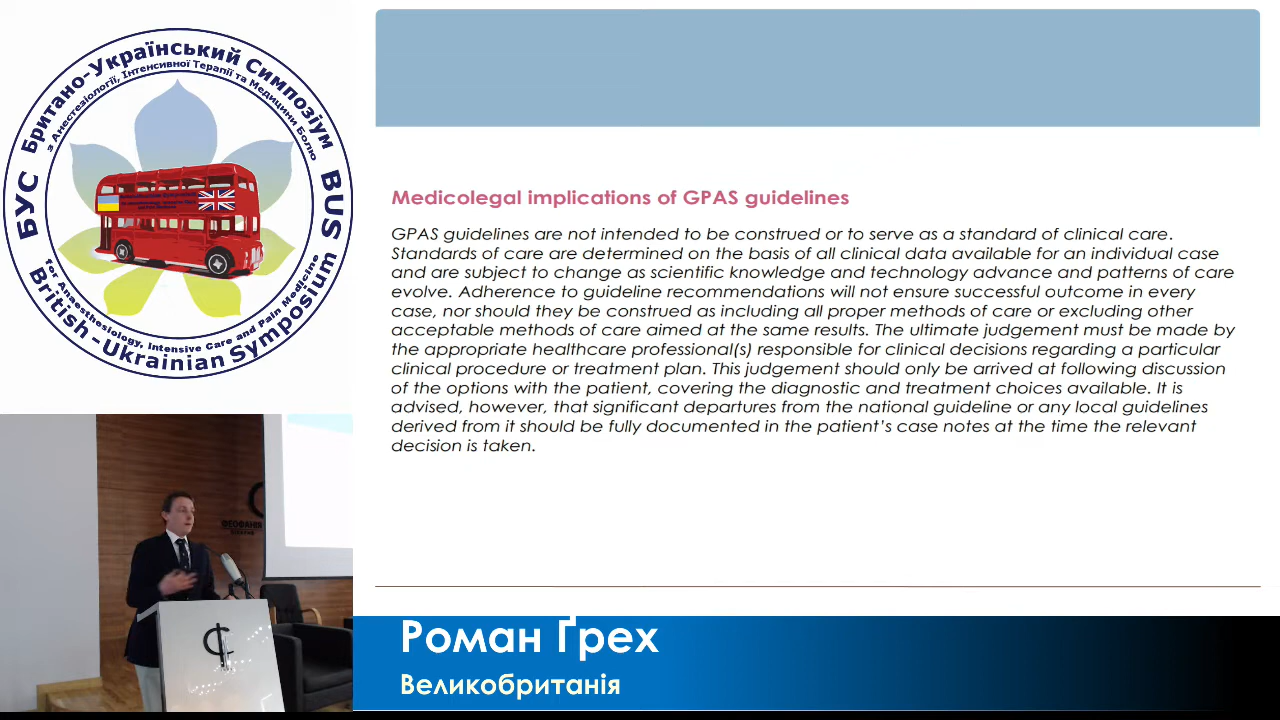 Британо-Український Симпозіум
з Анестезіології, Інтенсивної Терапії та Медицини Болю
БУС
BUS
for Anaesthesiology, Intensive Care and Pain Medicine
British -Ukrainian Symposium
Medicolegal implications of GPAS guidelines
GPAS guidelines are not intended to be construed or to serve as a standard of clinical care.
Standards of care are determined on the basis of all clinical data available for an individual case
and are subject to change as scientific knowledge and technology advance and patterns of care
evolve. Adherence to guideline recommendations will not ensure successful outcome in every
case, nor should they be construed as including all proper methods of care or excluding other
acceptable methods of care aimed at the same results. The ultimate judgement must be made by
the appropriate healthcare professional(s) responsible for clinical decisions regarding a particular
clinical procedure or treatment plan. This judgement should only be arrived at following discussion
of the options with the patient, covering the diagnostic and treatment choices available. It is
advised, however, that significant departures from the national guideline or any local guidelines
derived from it should be fully documented in the patient's case notes at the time the relevant
decision is taken.
ФЕОФАНІЯ
Роман Ґрех
Великобританія